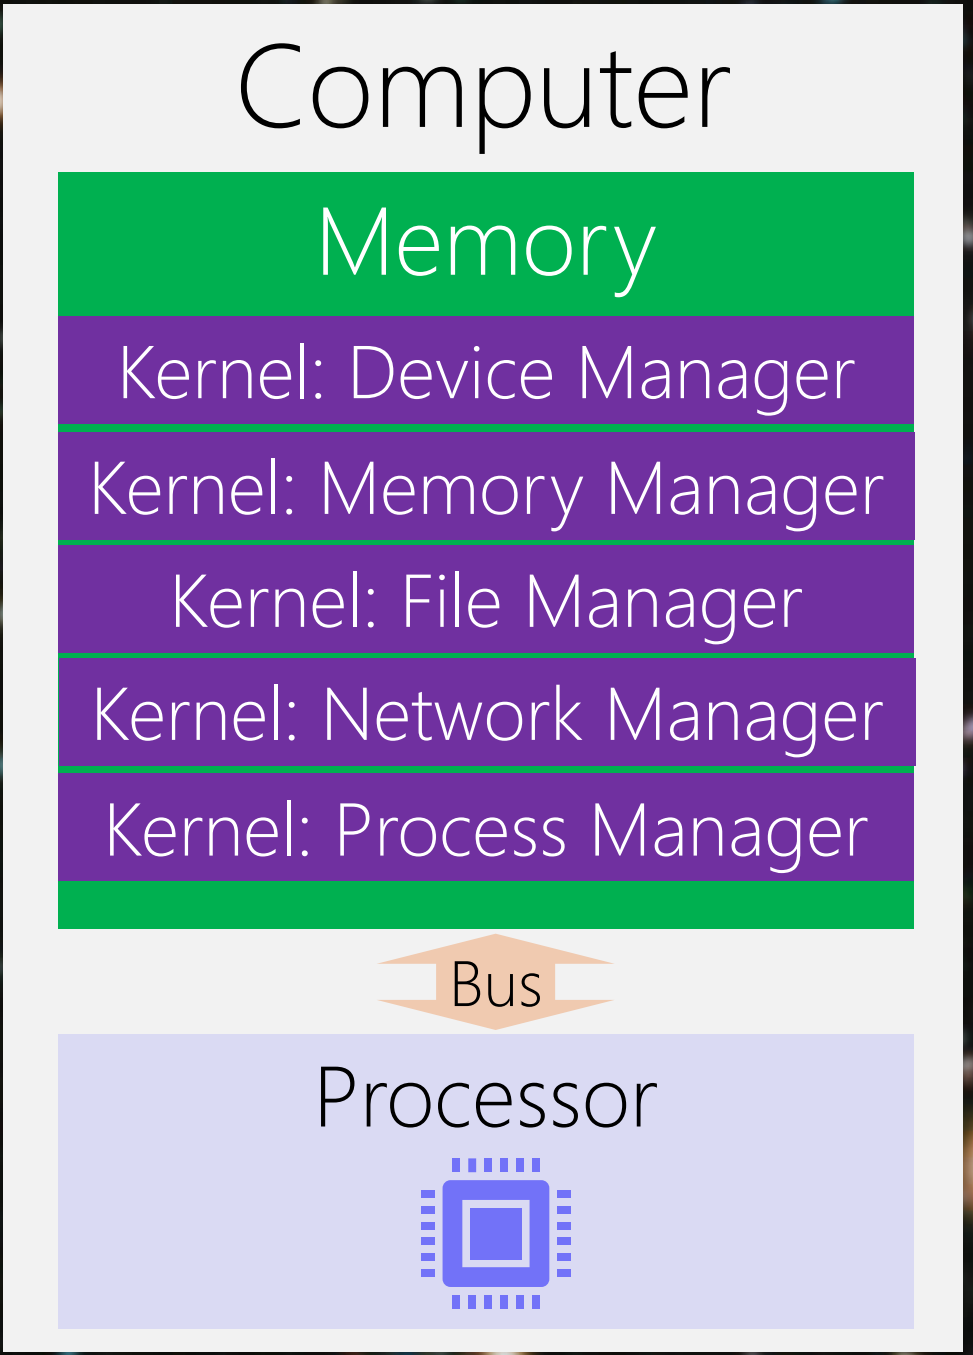 Computer
Memory
Kernel: Device Manager
Kernel: Memory Manager
Kernel: File Manager
Kernel: Network Manager
Kernel: Process Manager
Bus
Processor